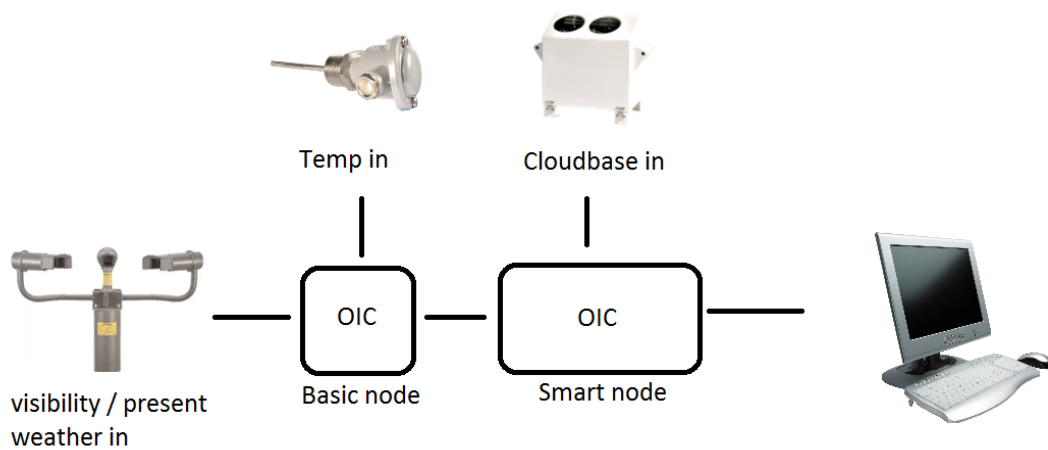 Temp in
Cloudbase in
OIC
OIC
Basic node
Smart node
visibility / present
weather in